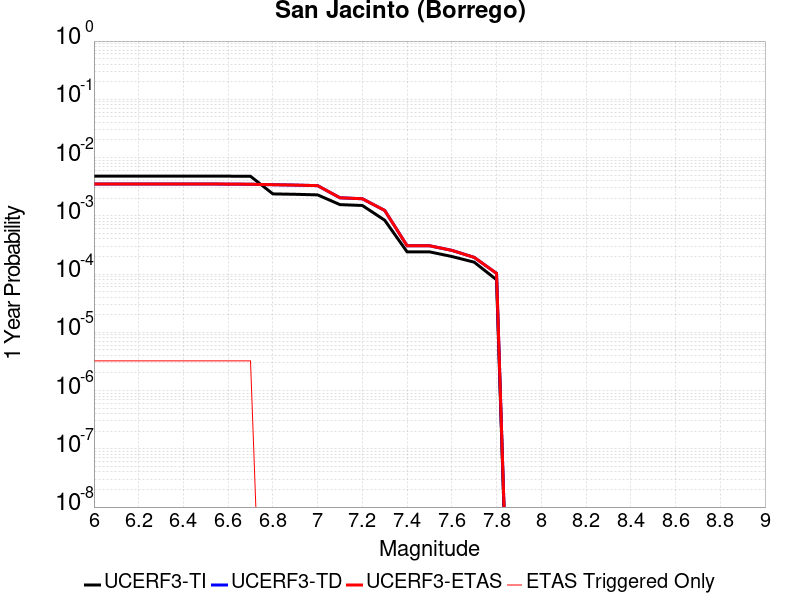 San Jacinto (Borrego)
10 0
10 -1
10 -2
10 -3
10 -4
10 -5
10 -6
10 -7
10 -8
1 Year Probability
6 6.2 6.4 6.6 6.8 7 7.2 7.4 7.6 7.8 8 8.2 8.4 8.6 8.8 9
Magnitude
UCERF3-TI UCERF3-TD UCERF3-ETAS ETAS Triggered Only